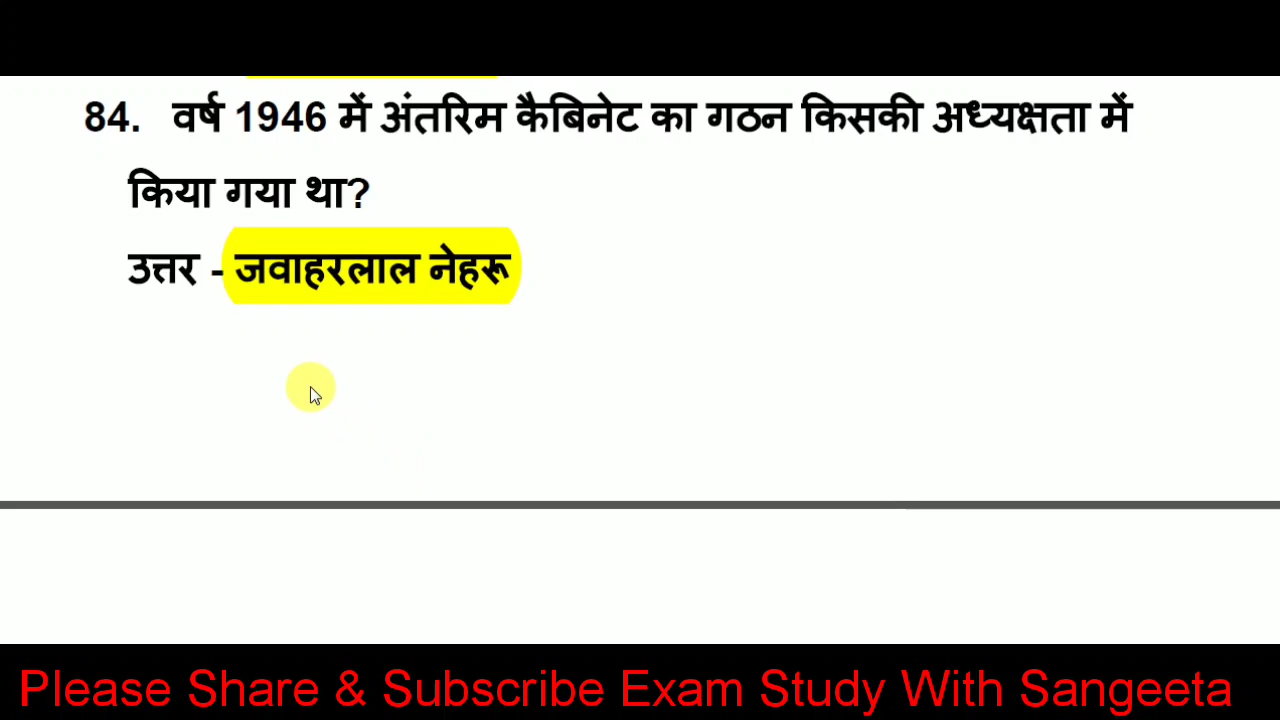 84. वर्ष 1946 में अंतरिम कैबिनेट का गठन किसकी अध्यक्षता में
किया गया था?
उत्तर - जवाहरलाल नेहरू
Please Share & Subscribe Exam Study With Sangeeta